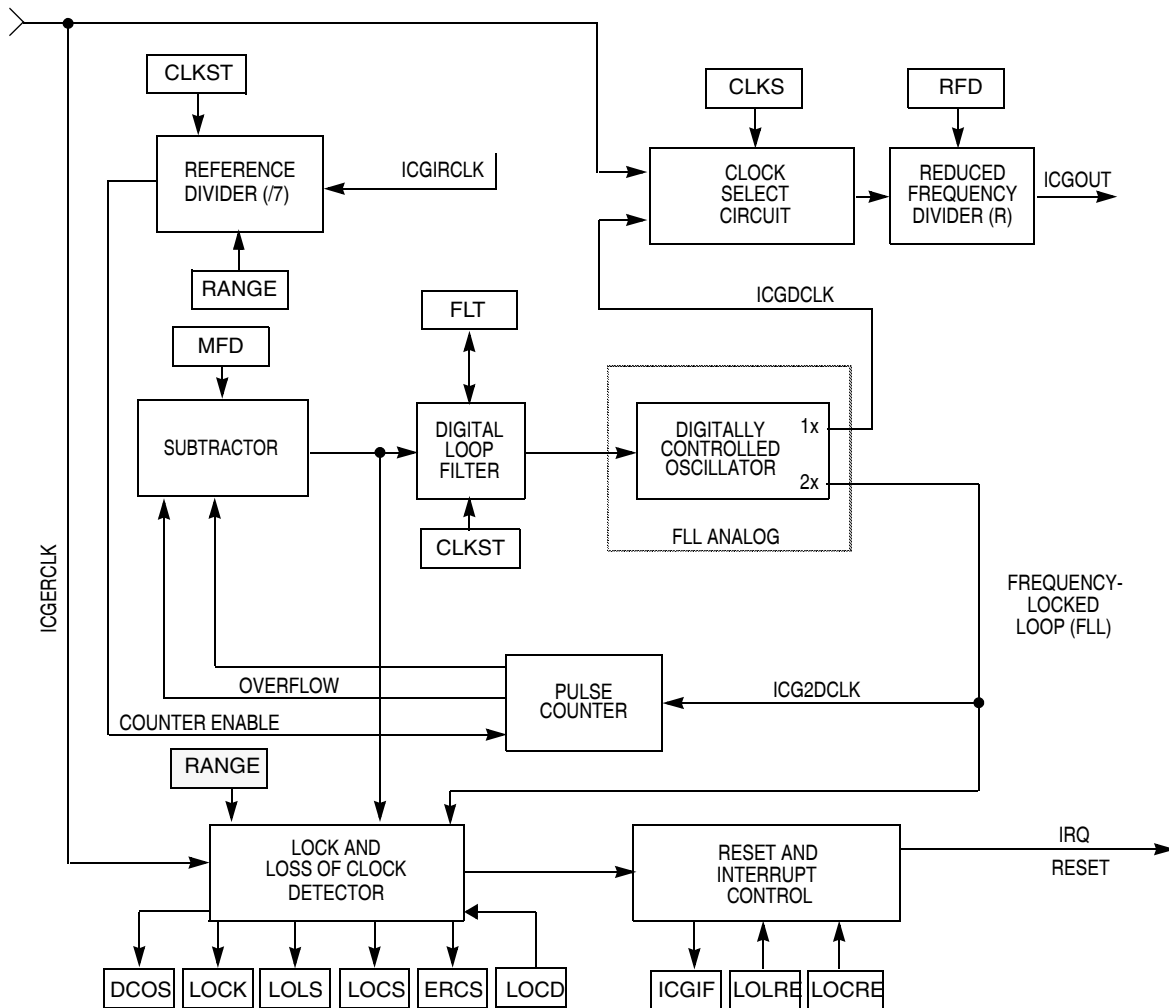 CLKST
CLKS
RFD
REFERENCE
DIVIDER (/7)
ICGIRCLK
CLOCK
SELECT
CIRCUIT
REDUCED
FREQUENCY
DIVIDER (R)
ICGOUT
RANGE
ICGDCLK
FLT
MFD
SUBTRACTOR
DIGITAL
LOOP
FILTER
DIGITALLY
CONTROLLED
OSCILLATOR
1x
2x
CLKST
FLL ANALOG
ICGERCLK
FREQUENCY-
LOCKED
LOOP (FLL)
OVERFLOW
PULSE
COUNTER
ICG2DCLK
COUNTER ENABLE
RANGE
LOCK AND
LOSS OF CLOCK
DETECTOR
RESET AND
INTERRUPT
CONTROL
IRQ
RESET
DCOS
LOCK
LOLS
LOCS
ERCS
LOCD
ICGIF
LOLRE
LOCRE